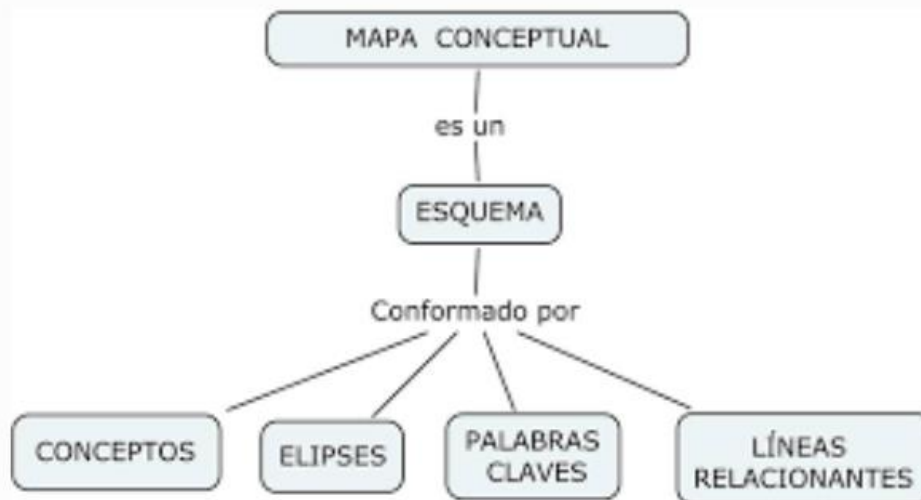 MAPA CONCEPTUAL
es un
ESQUEMA
Conformado por
CONCEPTOS
ELIPSES
PALABRAS
CLAVES
LÍNEAS
RELACIONANTES